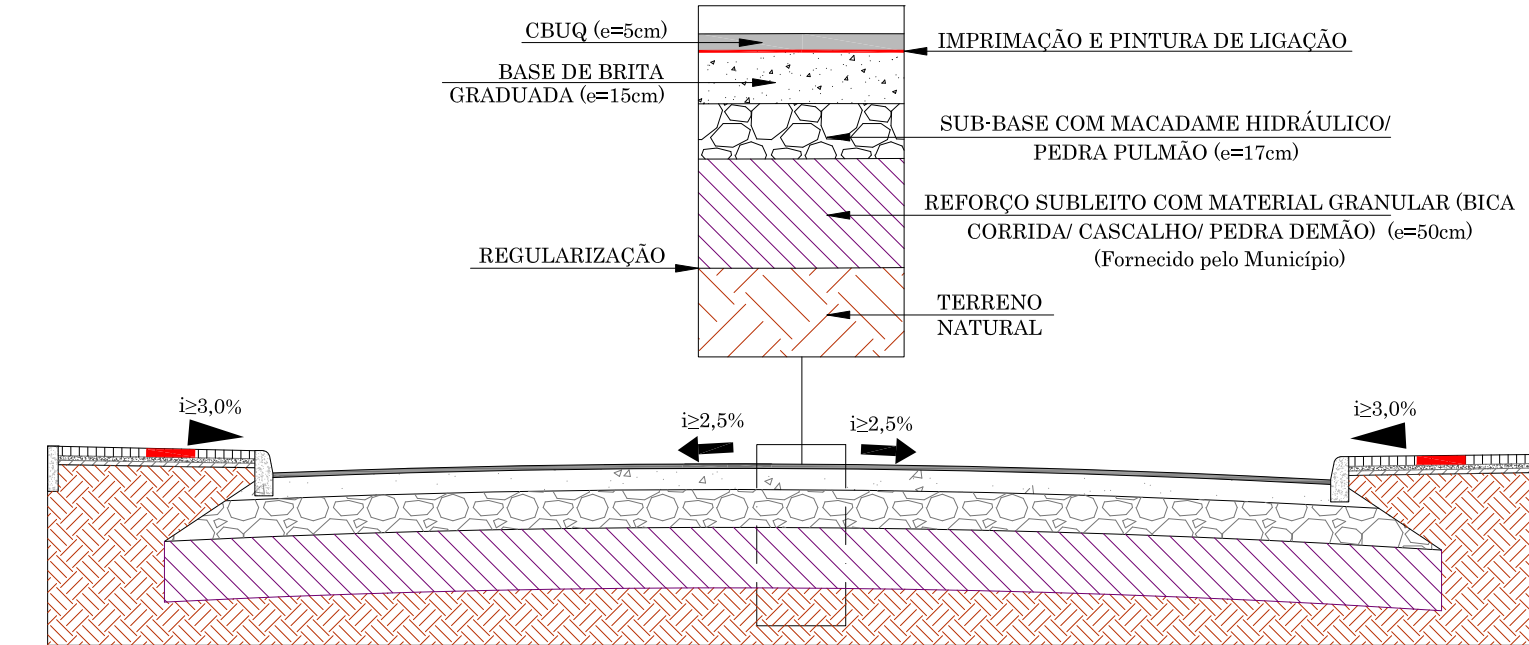 CBUQ (e=5cm)
IMPRIMAÇÃO E PINTURA DE LIGAÇÃO
BASE DE BRITA
GRADUADA (e=15cm)
SUB-BASE COM MACADAME HIDRÁULICO/
PEDRA PULMÃO (e=17cm)
REFORÇO SUBLEITO COM MATERIAL GRANULAR (BICA
CORRIDA/ CASCALHO/ PEDRA DEMÃO) (e=50cm)
(Fornecido pelo Município)
REGULARIZAÇÃO
TERRENO
NATURAL
i≥3,0%
i≥2,5%
i≥2,5%
i≥3,0%